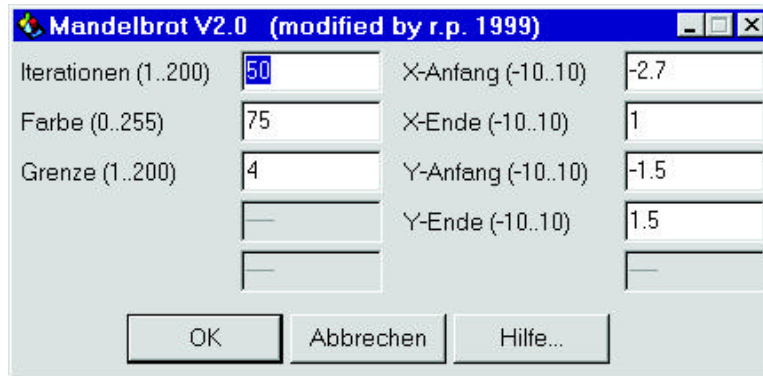 Mandelbrot V2.0 (modified by r.p. 1999)
Iterationen (1..200) 50 X-Anfang (-10..10) -2.7
Farbe (0..255) 75 X-Ende (-10..10) 1
Grenze (1..200) 4 Y-Anfang (-10..10) -1.5
--- Y-Ende (-10..10) 1.5
--- ---
OK Abbrechen Hilfe...